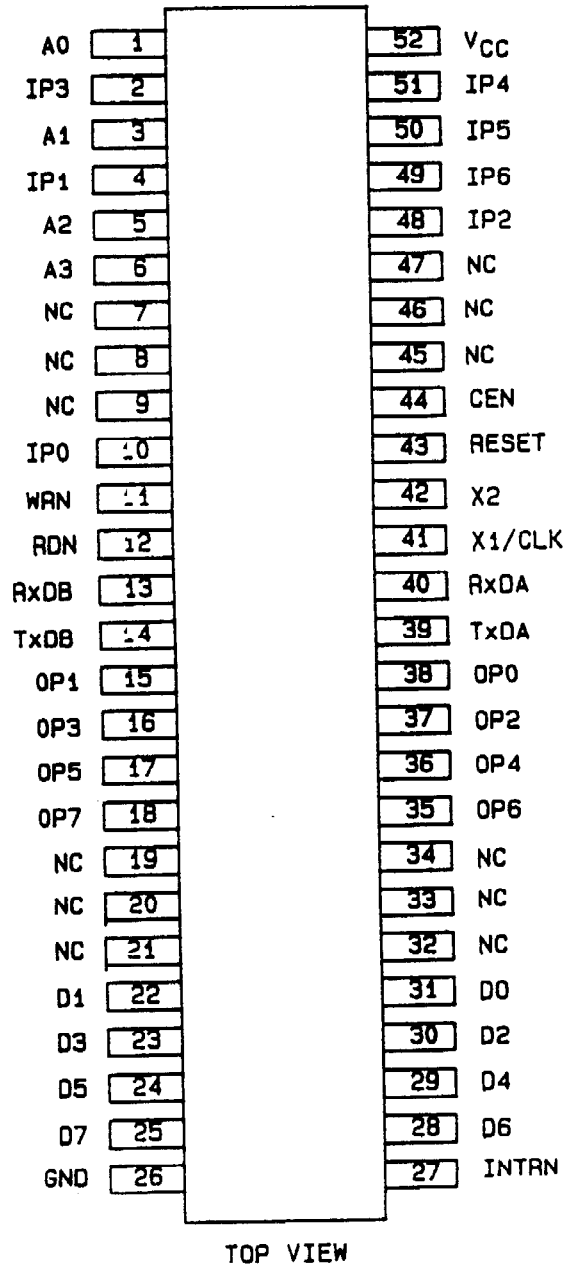 A0 1 52 VCC
IP3 2 51 IP4
A1 3 50 IP5
IP1 4 49 IP6
A2 5 48 IP2
A3 6 47 NC
NC 7 46 NC
NC 8 45 NC
NC 9 44 CEN
IP0 10 43 RESET
WRN 11 42 X2
RDN 12 41 X1/CLK
RxDB 13 40 RxDA
TxDB 14 39 TxDA
OP1 15 38 OP0
OP3 16 37 OP2
OP5 17 36 OP4
OP7 18 35 OP6
NC 19 34 NC
NC 20 33 NC
NC 21 32 NC
D1 22 31 D0
D3 23 30 D2
D5 24 29 D4
D7 25 28 D6
GND 26 27 INTRN
TOP VIEW